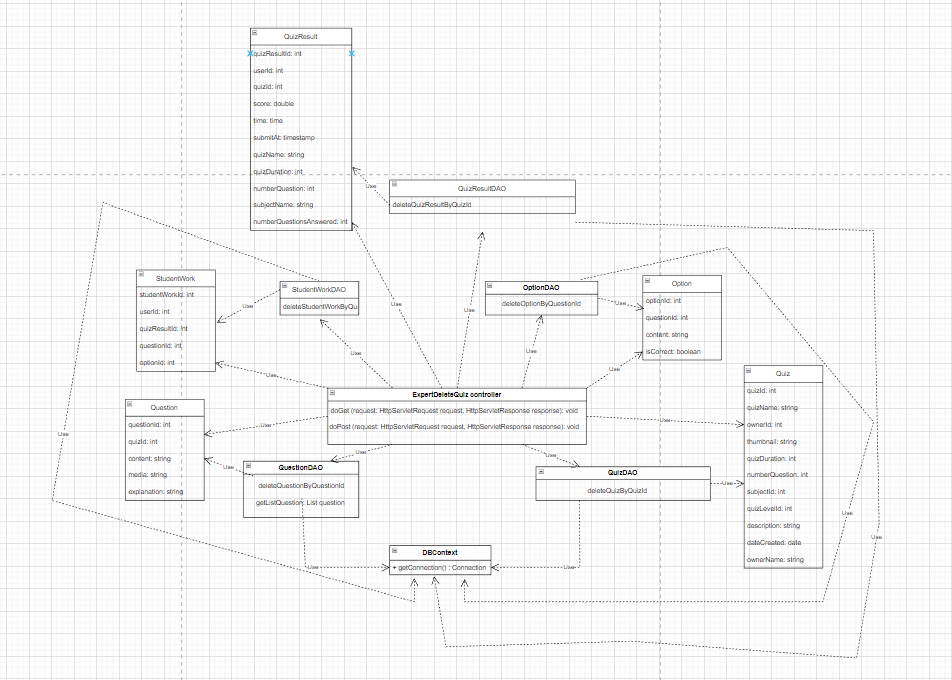 QuizResult
quizResultId: int
userId: int
quizId: int
score: double
time: time
submitAt: timestamp
quizName: string
quizDuration: int
numberQuestion: int
subjectName: string
numberQuestionsAnswered: int
Use
QuizResultDAO
deleteQuizResultByQuizId
StudentWork
studentWorkId: int
userId: int
quizResultId: int
questionId: int
optionId: int
Use
StudentWorkDAO
deleteStudentWorkByQu
Use
Use
OptionDAO
deleteOptionByQuestionId
Use
Option
optionId: int
questionId: int
content: string
isCorrect: boolean
Use
Use
Use
Use
ExpertDeleteQuiz controller
doGet (request: HttpServletRequest request, HttpServletResponse response): void
doPost (request: HttpServletRequest request, HttpServletResponse response): void
Quiz
quizId: int
quizName: string
ownerId: int
thumbnail: string
quizDuration: int
numberQuestion: int
subjectId: int
quizLevelId: int
description: string
dateCreated: date
ownerName: string
Question
questionId: int
quizId: int
content: string
media: string
explanation: string
Use
Use
Use
Use
Use
Use
QuestionDAO
deleteQuestionByQuestionId
getListQuestion: List question
QuizDAO
deleteQuizByQuizId
Use
Use
Use
DBContext
+ getConnection() : Connection
Use
Use